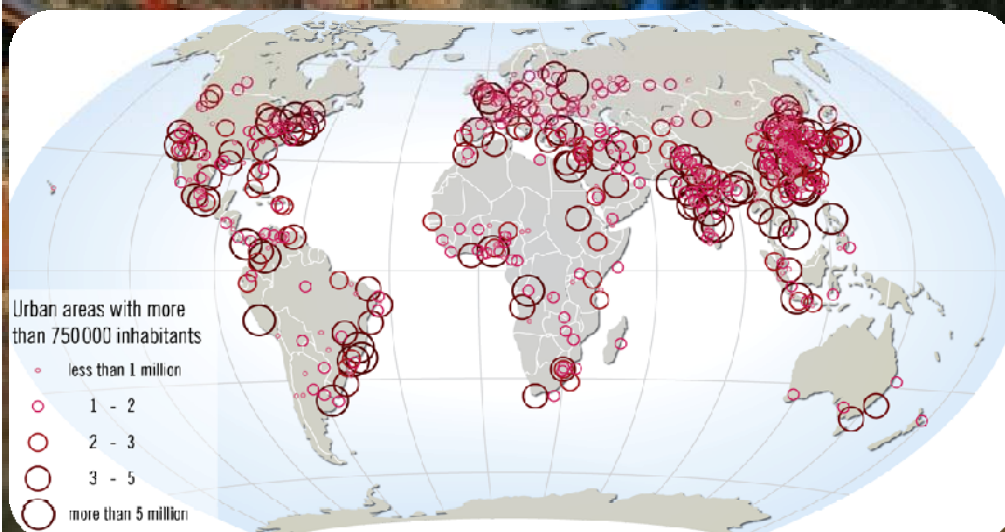 Urban areas with more
than 750000 inhabitants
less than 1 million
1 - 2
2 - 3
3 - 5
more than 5 million